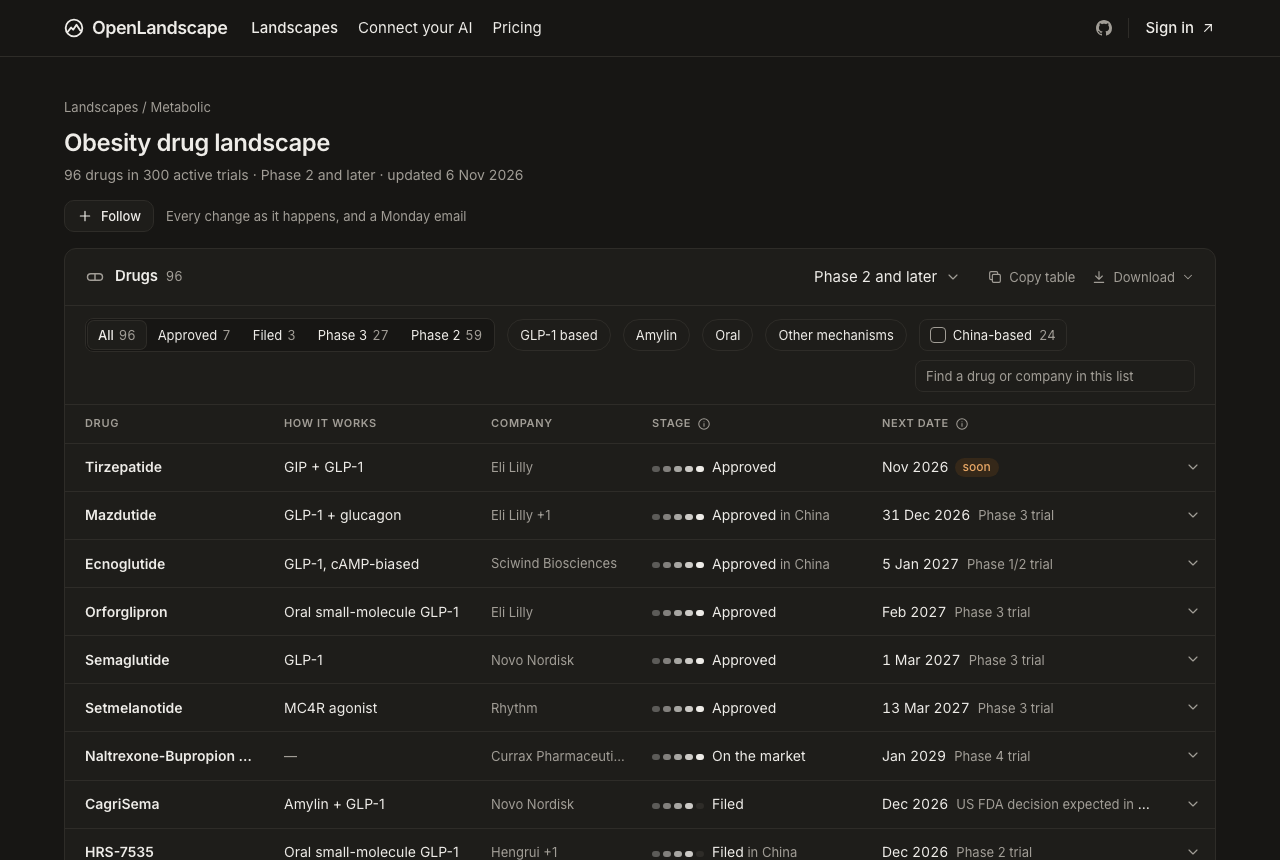 OpenLandscape Landscapes Connect your AI Pricing Sign in
Landscapes / Metabolic
Obesity drug landscape
96 drugs in 300 active trials · Phase 2 and later · updated 6 Nov 2026
Follow Every change as it happens, and a Monday email
Drugs 96 Phase 2 and later Copy table Download
All 96 Approved 7 Filed 3 Phase 3 27 Phase 2 59 GLP-1 based Amylin Oral Other mechanisms China-based 24
Find a drug or company in this list
DRUG HOW IT WORKS COMPANY STAGE NEXT DATE
Tirzepatide GIP + GLP-1 Eli Lilly Approved Nov 2026 soon
Mazdutide GLP-1 + glucagon Eli Lilly +1 Approved in China 31 Dec 2026 Phase 3 trial
Ecnoglutide GLP-1, cAMP-biased Sciwind Biosciences Approved in China 5 Jan 2027 Phase 1/2 trial
Orforglipron Oral small-molecule GLP-1 Eli Lilly Approved Feb 2027 Phase 3 trial
Semaglutide GLP-1 Novo Nordisk Approved 1 Mar 2027 Phase 3 trial
Setmelanotide MC4R agonist Rhythm Approved 13 Mar 2027 Phase 3 trial
Naltrexone-Bupropion ... — Currax Pharmaceuti... On the market Jan 2029 Phase 4 trial
CagriSema Amylin + GLP-1 Novo Nordisk Filed Dec 2026 US FDA decision expected in ...
HRS-7535 Oral small-molecule GLP-1 Hengrui +1 Filed in China Dec 2026 Phase 2 trial